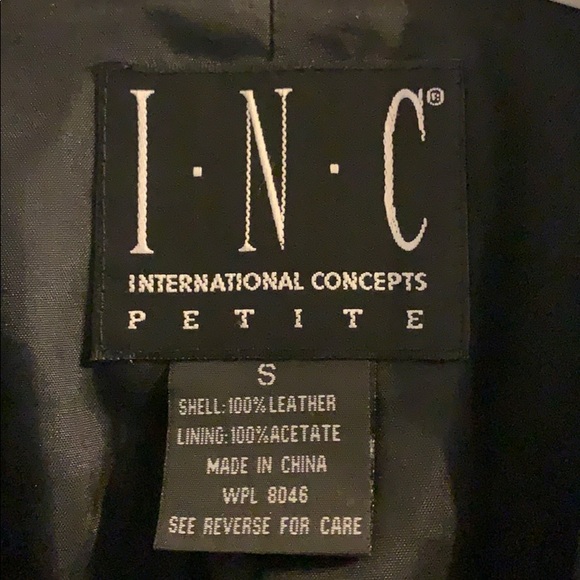 I·N·C®
INTERNATIONAL CONCEPTS
PETITE
S
SHELL:100% LEATHER
LINING:100% ACETATE
MADE IN CHINA
WPL 8046
SEE REVERSE FOR CARE